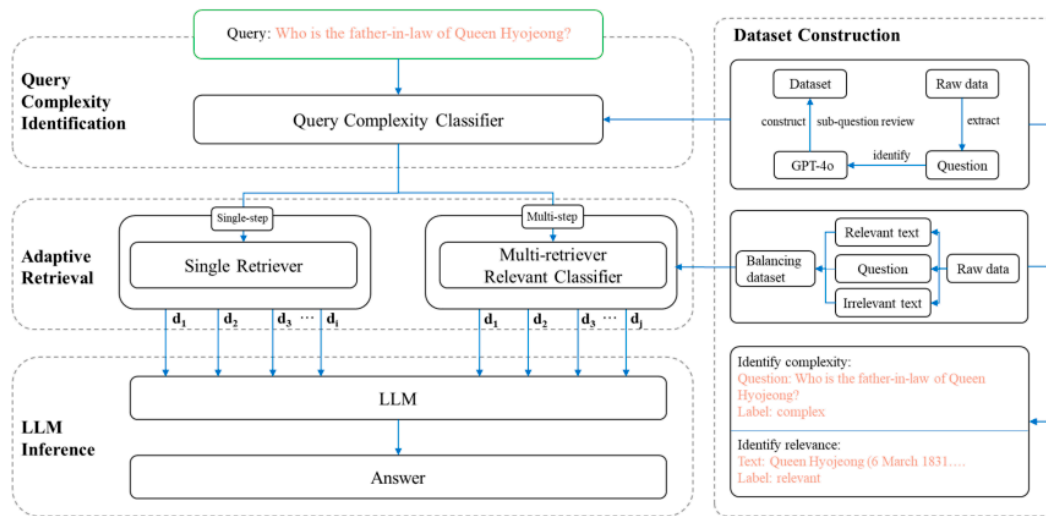 Query: Who is the father-in-law of Queen Hyojeong?
Query
Complexity
Identification
Query Complexity Classifier
Adaptive
Retrieval
Single-step
Single Retriever
Multi-step
Multi-retriever
Relevant Classifier
d1 d2 d3 ... di
d1 d2 d3 ... dj
LLM
Inference
LLM
Answer
Dataset Construction
Dataset
Raw data
construct
sub-question review
extract
GPT-4o
identify
Question
Relevant text
Balancing
dataset
Question
Raw data
Irrelevant text
Identify complexity:
Question: Who is the father-in-law of Queen
Hyojeong?
Label: complex
Identify relevance:
Text: Queen Hyojeong (6 March 1831….
Label: relevant